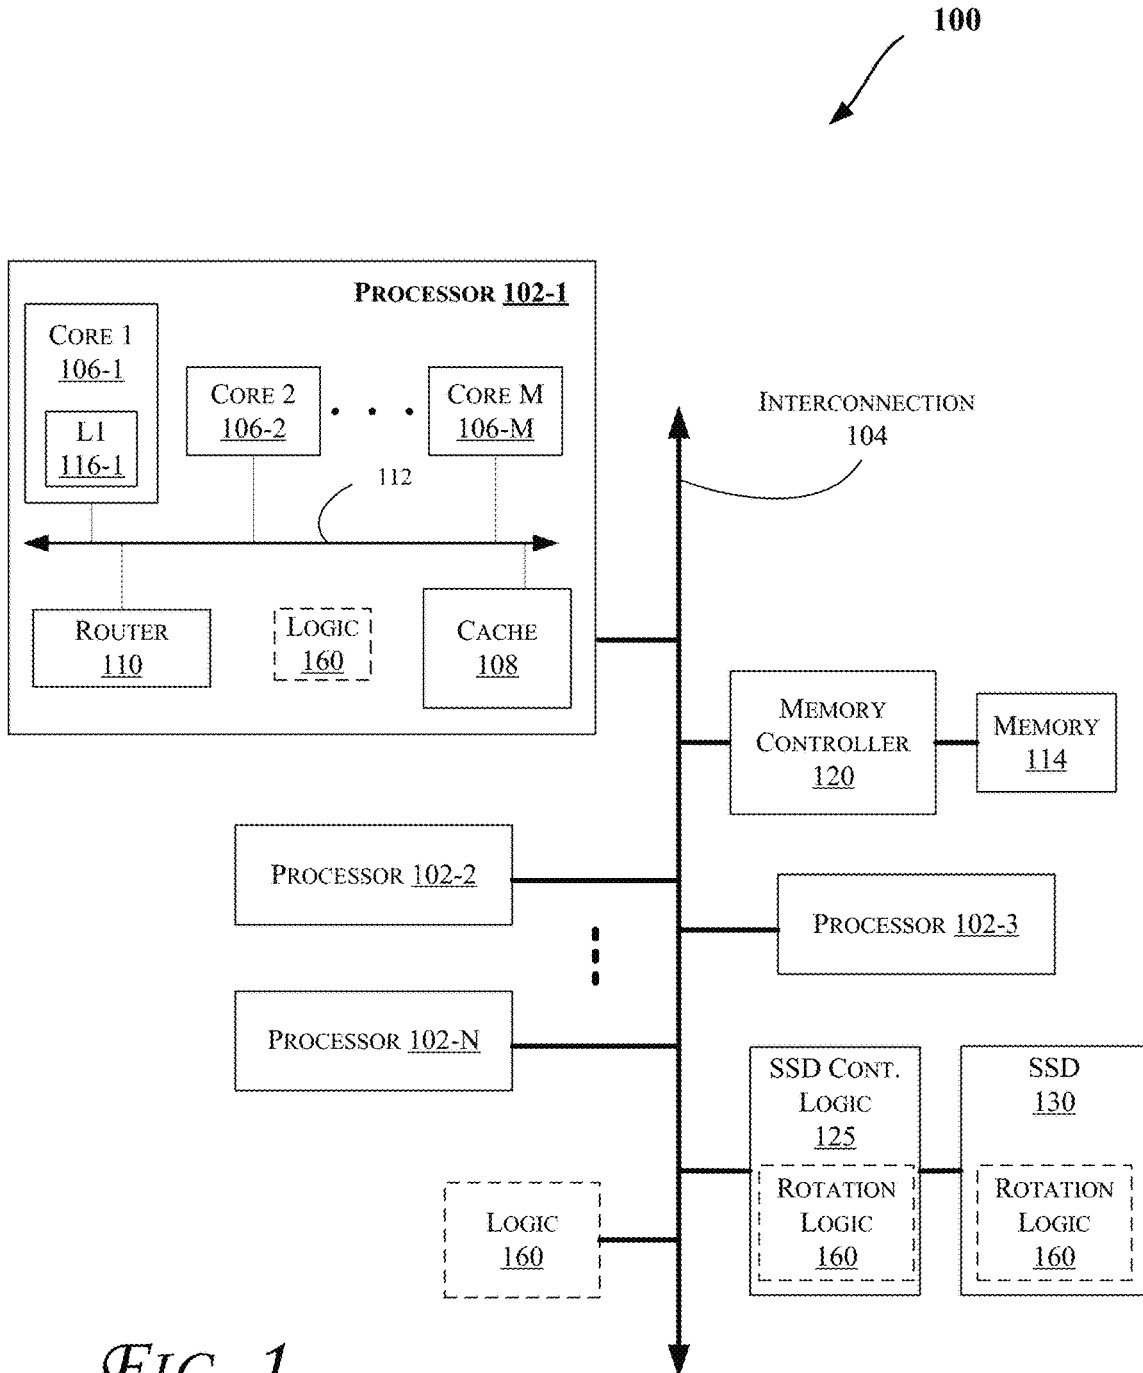 100
PROCESSOR 102-1
CORE 1
106-1
L1
116-1
CORE 2
106-2
CORE M
106-M
112
ROUTER
110
LOGIC
160
CACHE
108
INTERCONNECTION
104
MEMORY
CONTROLLER
120
MEMORY
114
PROCESSOR 102-2
PROCESSOR 102-3
PROCESSOR 102-N
SSD CONT.
LOGIC
125
ROTATION
LOGIC
160
SSD
130
ROTATION
LOGIC
160
LOGIC
160
FIG. 1